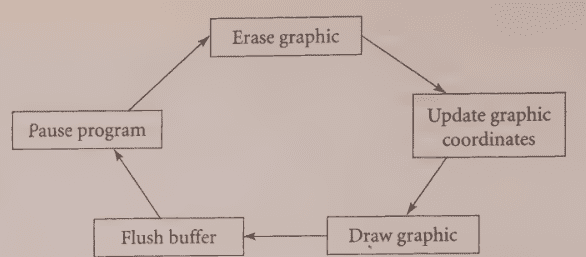 Erase graphic
Update graphic
coordinates
Draw graphic
Flush buffer
Pause program